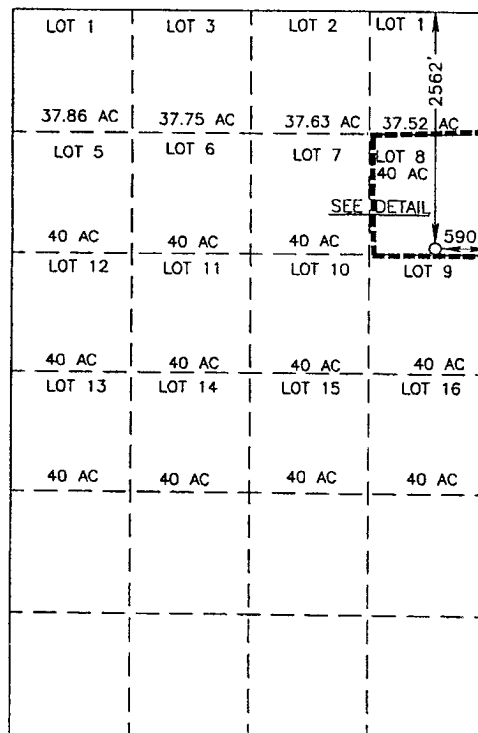 LOT 1 LOT 3 LOT 2 LOT 1
2562'
37.86 AC 37.75 AC 37.63 AC 37.52 AC
LOT 5 LOT 6 LOT 7 LOT 8
40 AC
SEE DETAIL
590
40 AC 40 AC 40 AC
LOT 12 LOT 11 LOT 10 LOT 9
40 AC 40 AC 40 AC 40 AC
LOT 13 LOT 14 LOT 15 LOT 16
40 AC 40 AC 40 AC 40 AC